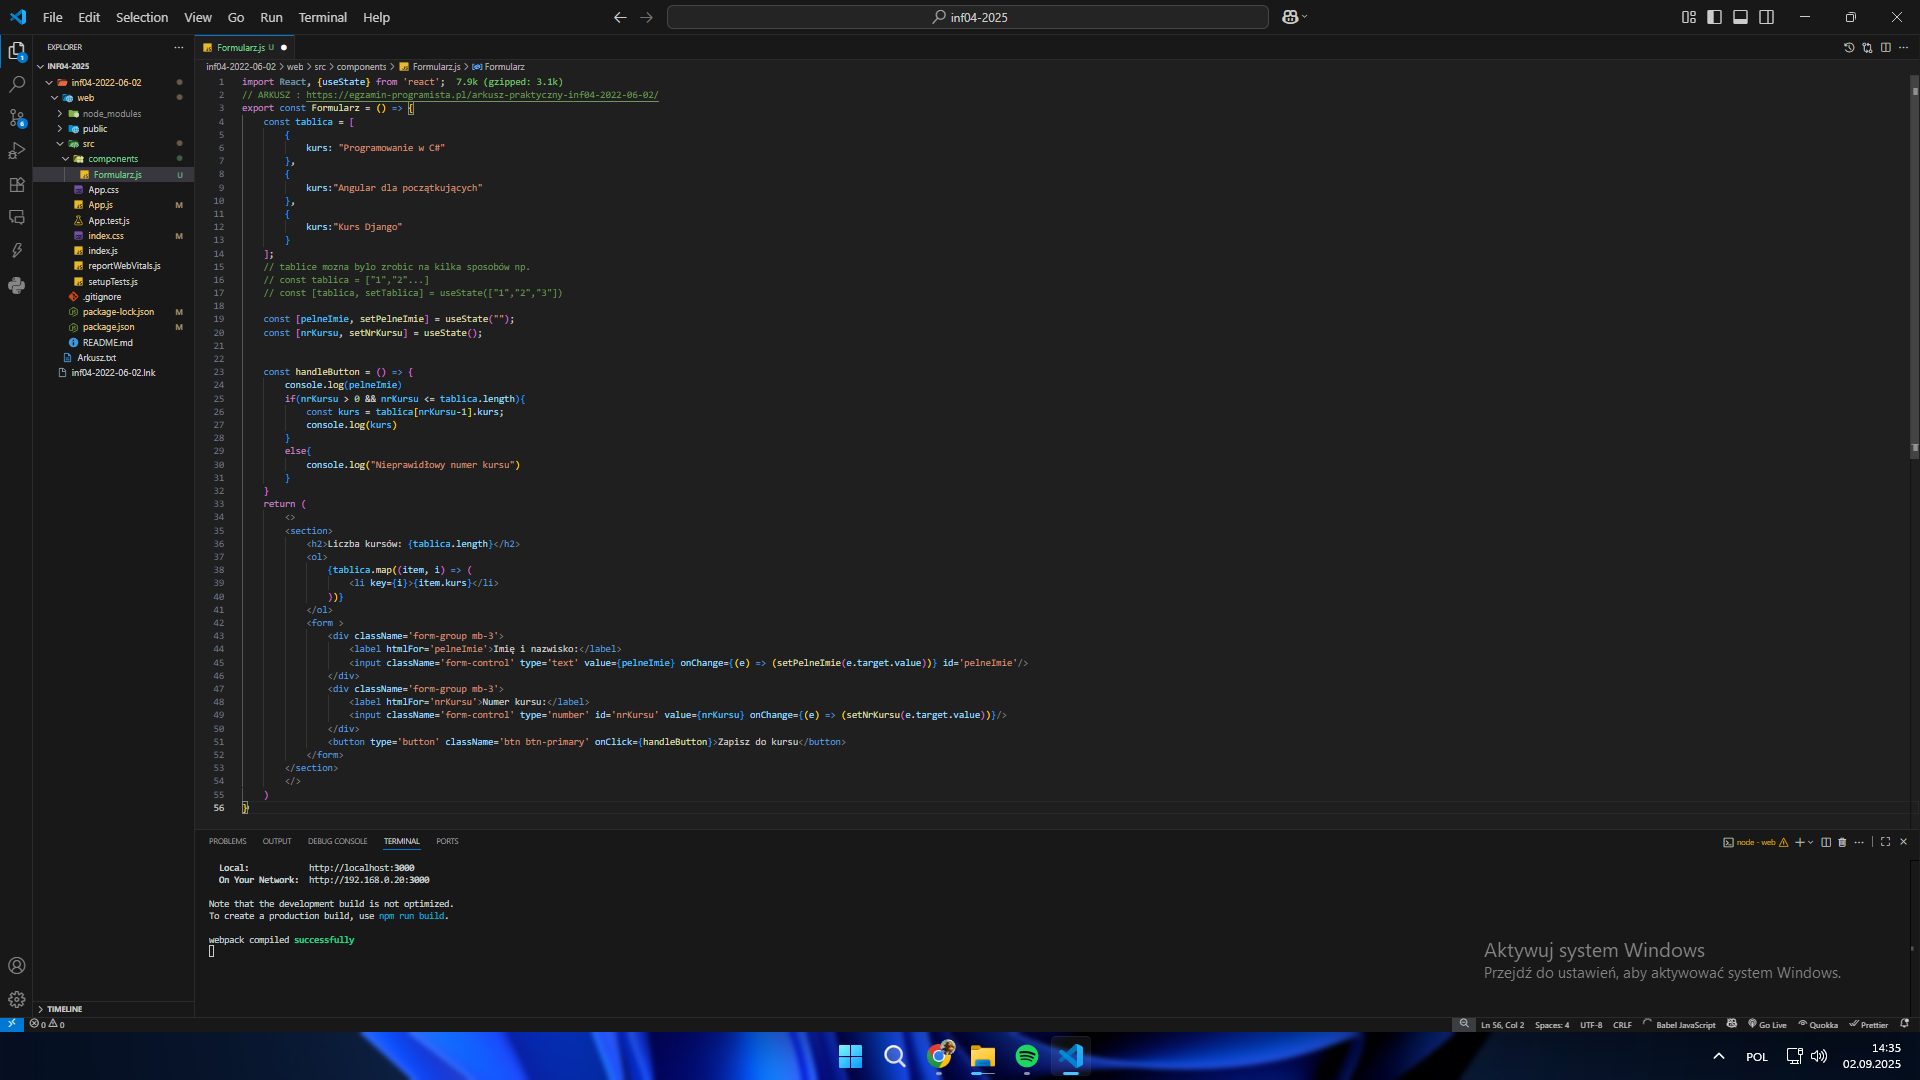 File Edit Selection View Go Run Terminal Help
inf04-2025
EXPLORER
INF04-2025
inf04-2022-06-02
web
node_modules
public
src
components
Formularz.js U
App.css
App.js M
App.test.js
index.css M
index.js
reportWebVitals.js
setupTests.js
.gitignore
package-lock.json M
package.json M
README.md
Arkusz.txt
inf04-2022-06-02.lnk
TIMELINE
Formularz.js U
inf04-2022-06-02 > web > src > components > Formularz.js > Formularz
1 import React, {useState} from 'react'; 7.9k (gzipped: 3.1k)
2 // ARKUSZ : https://egzamin-programista.pl/arkusz-praktyczny-inf04-2022-06-02/
3 export const Formularz = () => {
4 const tablica = [
5 {
6 kurs: "Programowanie w C#"
7 },
8 {
9 kurs:"Angular dla początkujących"
10 },
11 {
12 kurs:"Kurs Django"
13 }
14 ];
15 // tablice mozna bylo zrobic na kilka sposobów np.
16 // const tablica = ["1","2"...]
17 // const [tablica, setTablica] = useState(["1","2","3"])
18
19 const [pelneImie, setPelneImie] = useState("");
20 const [nrKursu, setNrKursu] = useState();
21
22
23 const handleButton = () => {
24 console.log(pelneImie)
25 if(nrKursu > 0 && nrKursu <= tablica.length){
26 const kurs = tablica[nrKursu-1].kurs;
27 console.log(kurs)
28 }
29 else{
30 console.log("Nieprawidłowy numer kursu")
31 }
32 }
33 return (
34 <>
35 <section>
36 <h2>Liczba kursów: {tablica.length}</h2>
37 <ol>
38 {tablica.map((item, i) => (
39 <li key={i}>{item.kurs}</li>
40 ))}
41 </ol>
42 <form >
43 <div className='form-group mb-3'>
44 <label htmlFor='pelneImie'>Imię i nazwisko:</label>
45 <input className='form-control' type='text' value={pelneImie} onChange={(e) => (setPelneImie(e.target.value))} id='pelneImie'/>
46 </div>
47 <div className='form-group mb-3'>
48 <label htmlFor='nrKursu'>Numer kursu:</label>
49 <input className='form-control' type='number' id='nrKursu' value={nrKursu} onChange={(e) => (setNrKursu(e.target.value))}/>
50 </div>
51 <button type='button' className='btn btn-primary' onClick={handleButton}>Zapisz do kursu</button>
52 </form>
53 </section>
54 </>
55 )
56 }
PROBLEMS OUTPUT DEBUG CONSOLE TERMINAL PORTS
node - web
Local: http://localhost:3000
On Your Network: http://192.168.0.20:3000
Note that the development build is not optimized.
To create a production build, use npm run build.
webpack compiled successfully
Aktywuj system Windows
Przejdź do ustawień, aby aktywować system Windows.
0 0
Ln 56, Col 2 Spaces: 4 UTF-8 CRLF Babel JavaScript Go Live Quokka Prettier
POL
14:35
02.09.2025